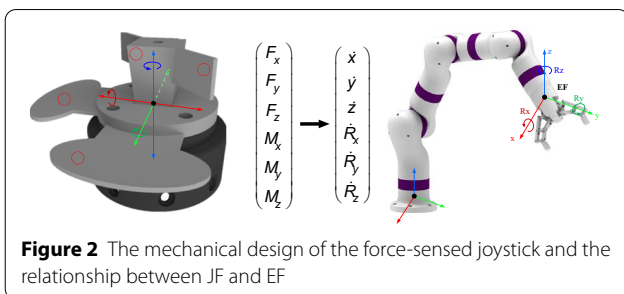 F_x
F_y
F_z
M_x
M_y
M_z
ẋ
ẏ
ż
Ṙ_x
Ṙ_y
Ṙ_z
z
Rz
EF
Ry
y
Rx
x
Figure 2 The mechanical design of the force-sensed joystick and the
relationship between JF and EF